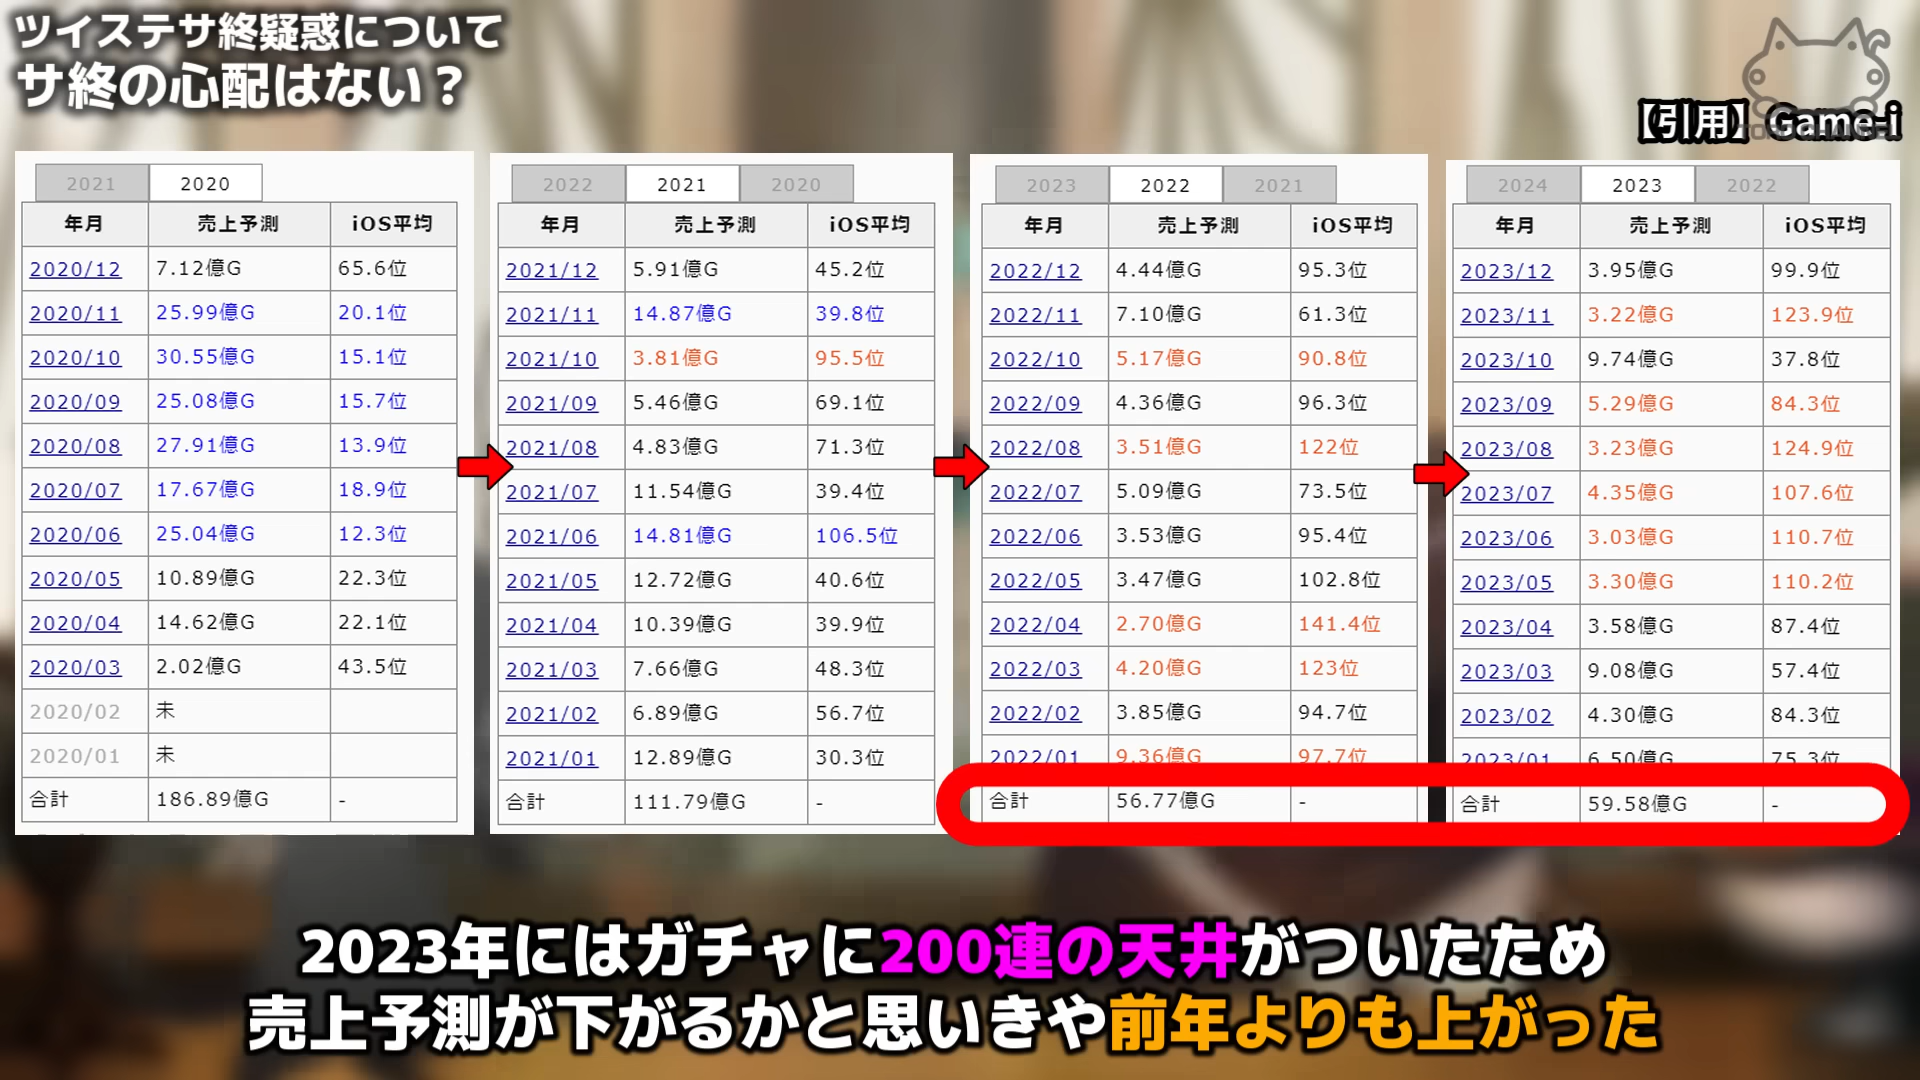 ツイステサ終疑惑について
サ終の心配はない？
【引用】Game-i
2021 2020
年月 売上予測 iOS平均
2020/12 7.12億G 65.6位
2020/11 25.99億G 20.1位
2020/10 30.55億G 15.1位
2020/09 25.08億G 15.7位
2020/08 27.91億G 13.9位
2020/07 17.67億G 18.9位
2020/06 25.04億G 12.3位
2020/05 10.89億G 22.3位
2020/04 14.62億G 22.1位
2020/03 2.02億G 43.5位
2020/02 未
2020/01 未
合計 186.89億G -
2022 2021 2020
年月 売上予測 iOS平均
2021/12 5.91億G 45.2位
2021/11 14.87億G 39.8位
2021/10 3.81億G 95.5位
2021/09 5.46億G 69.1位
2021/08 4.83億G 71.3位
2021/07 11.54億G 39.4位
2021/06 14.81億G 106.5位
2021/05 12.72億G 40.6位
2021/04 10.39億G 39.9位
2021/03 7.66億G 48.3位
2021/02 6.89億G 56.7位
2021/01 12.89億G 30.3位
合計 111.79億G -
2023 2022 2021
年月 売上予測 iOS平均
2022/12 4.44億G 95.3位
2022/11 7.10億G 61.3位
2022/10 5.17億G 90.8位
2022/09 4.36億G 96.3位
2022/08 3.51億G 122位
2022/07 5.09億G 73.5位
2022/06 3.53億G 95.4位
2022/05 3.47億G 102.8位
2022/04 2.70億G 141.4位
2022/03 4.20億G 123位
2022/02 3.85億G 94.7位
2022/01 9.36億G 97.7位
合計 56.77億G -
2024 2023 2022
年月 売上予測 iOS平均
2023/12 3.95億G 99.9位
2023/11 3.22億G 123.9位
2023/10 9.74億G 37.8位
2023/09 5.29億G 84.3位
2023/08 3.23億G 124.9位
2023/07 4.35億G 107.6位
2023/06 3.03億G 110.7位
2023/05 3.30億G 110.2位
2023/04 3.58億G 87.4位
2023/03 9.08億G 57.4位
2023/02 4.30億G 84.3位
2023/01 6.50億G 75.3位
合計 59.58億G -
2023年にはガチャに200連の天井がついたため
売上予測が下がるかと思いきや前年よりも上がった